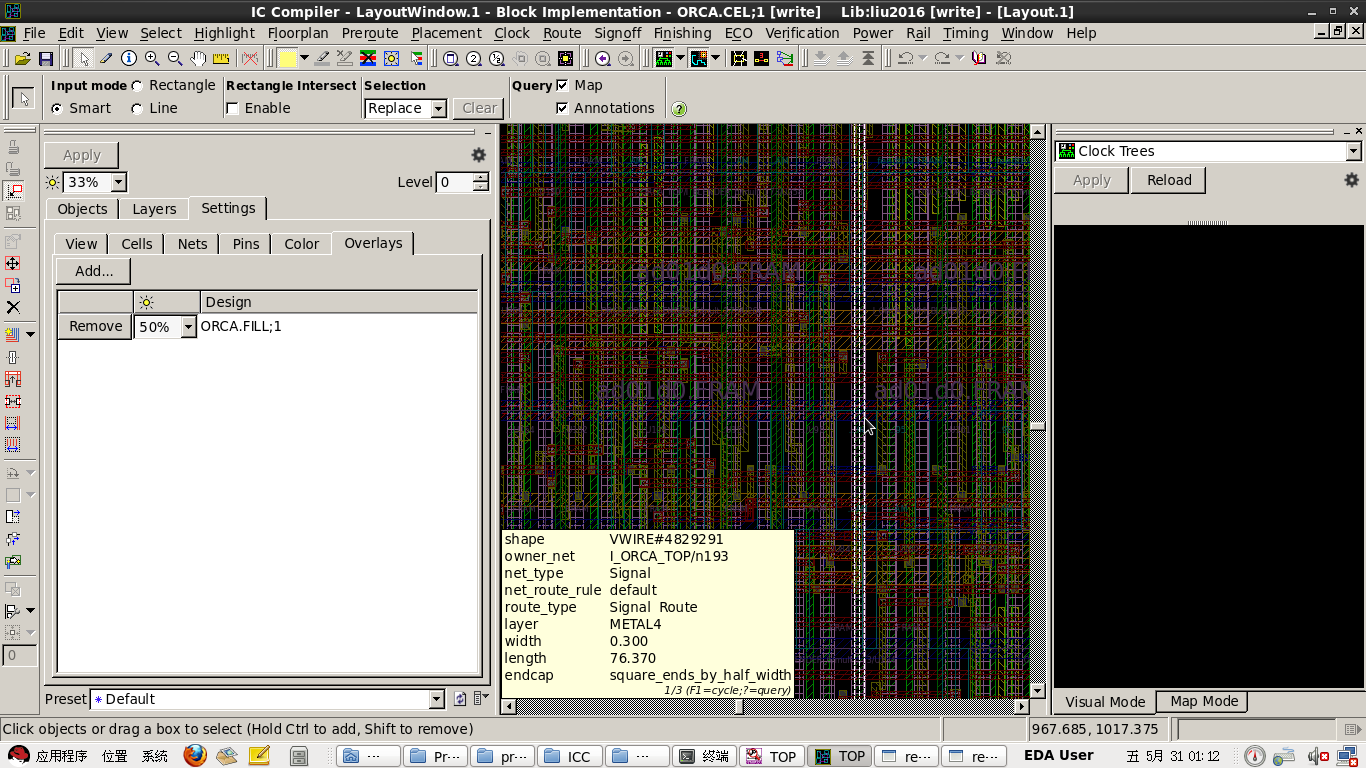 IC Compiler - LayoutWindow.1 - Block Implementation - ORCA.CEL;1 [write]    Lib:liu2016 [write] - [Layout.1]
File Edit View Select Highlight Floorplan Preroute Placement Clock Route Signoff Finishing ECO Verification Power Rail Timing Window Help
Input mode Rectangle Rectangle Intersect Selection Query Map
Smart Line Enable Replace Clear Annotations
Apply
33% Level 0
Objects Layers Settings
View Cells Nets Pins Color Overlays
Add...
Design
Remove 50% ORCA.FILL;1
Preset * Default
shape VWIRE#4829291
owner_net I_ORCA_TOP/n193
net_type Signal
net_route_rule default
route_type Signal Route
layer METAL4
width 0.300
length 76.370
endcap square_ends_by_half_width
1/3 (F1=cycle;?=query)
Clock Trees
Apply Reload
Visual Mode Map Mode
0
Click objects or drag a box to select (Hold Ctrl to add, Shift to remove)
967.685, 1017.375
应用程序 位置 系统 ... Pr... pr... ICC ... 终端 TOP TOP re... re... EDA User 五 5月 31 01:12